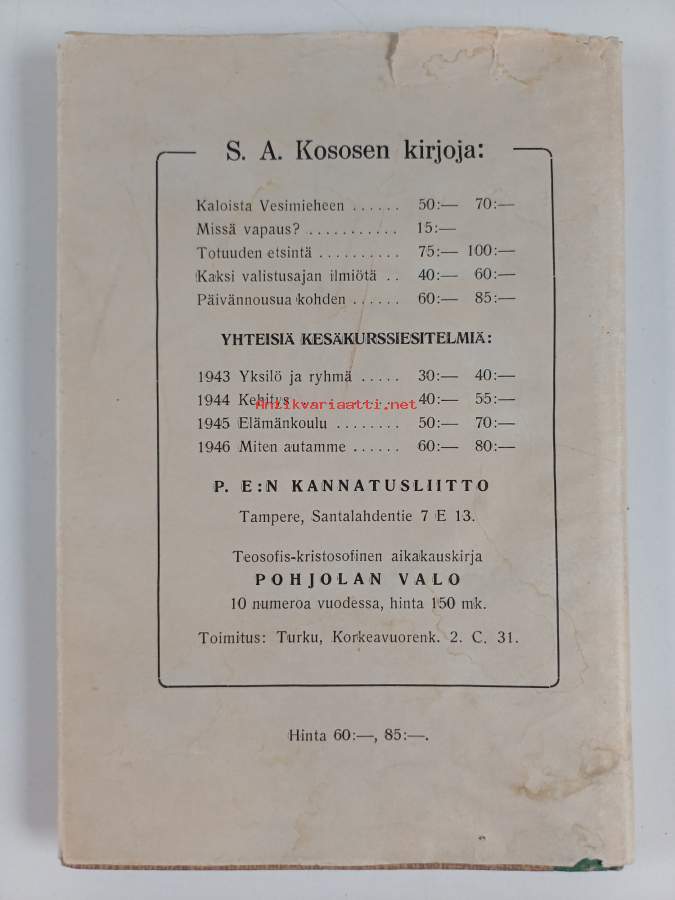 S. A. Kososen kirjoja:
Kaloista Vesimieheen . . . . . . 50:— 70:—
Missä vapaus? . . . . . . . . . . . 15:—
Totuuden etsintä . . . . . . . . . . 75:— 100:—
Kaksi valistusajan ilmiötä . . 40:— 60:—
Päivännousua kohden . . . . . . 60:— 85:—
YHTEISIÄ KESÄKURSSIESITELMIÄ:
1943 Yksilö ja ryhmä . . . . . 30:— 40:—
1944 Kehitys . . . . . . . . . . . 40:— 55:—
Antikvariaatti.net
1945 Elämänkoulu . . . . . . . . 50:— 70:—
1946 Miten autamme . . . . . . 60:— 80:—
P. E:N KANNATUSLIITTO
Tampere, Santalahdentie 7 E 13.
Teosofis-kristosofinen aikakauskirja
POHJOLAN VALO
10 numeroa vuodessa, hinta 150 mk.
Toimitus: Turku, Korkeavuorenk. 2. C. 31.
Hinta 60:—, 85:—.